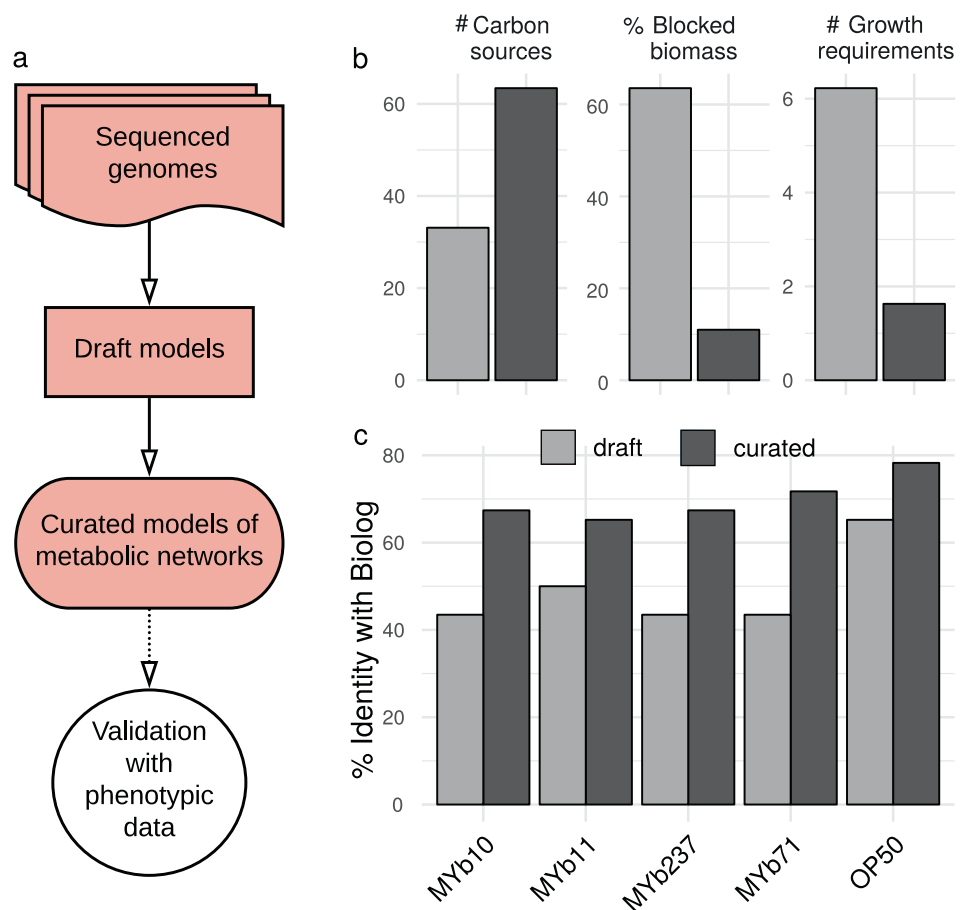 a
Sequenced
genomes
Draft models
Curated models of
metabolic networks
Validation
with
phenotypic
data
b
# Carbon
sources
60
40
20
0
% Blocked
biomass
60
40
20
0
# Growth
requirements
6
4
2
0
c
draft
curated
% Identity with Biolog
80
60
40
20
0
MYb10
MYb11
MYb237
MYb71
OP50